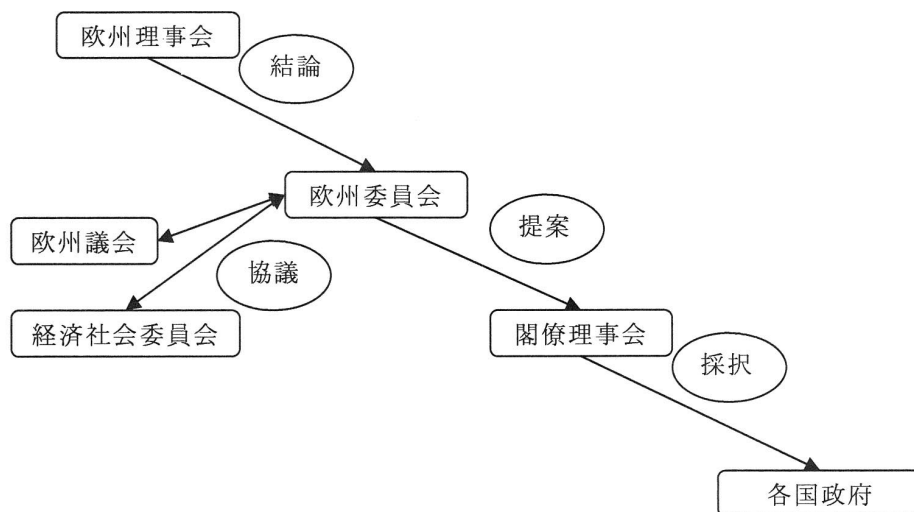 欧州理事会
結論
欧州委員会
欧州議会
提案
協議
経済社会委員会
閣僚理事会
採択
各国政府